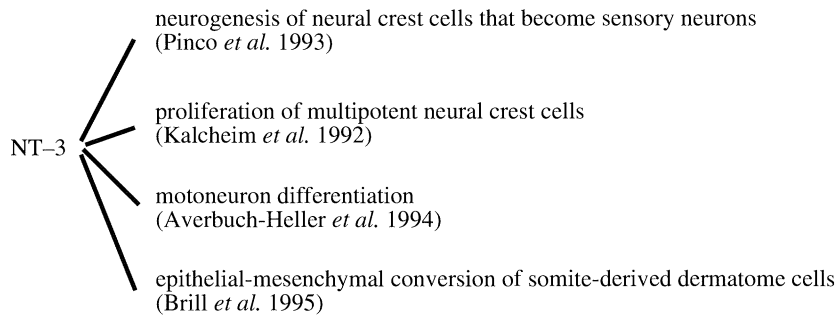 neurogenesis of neural crest cells that become sensory neurons
(Pinco et al. 1993)
proliferation of multipotent neural crest cells
(Kalcheim et al. 1992)
NT–3
motoneuron differentiation
(Averbuch-Heller et al. 1994)
epithelial-mesenchymal conversion of somite-derived dermatome cells
(Brill et al. 1995)